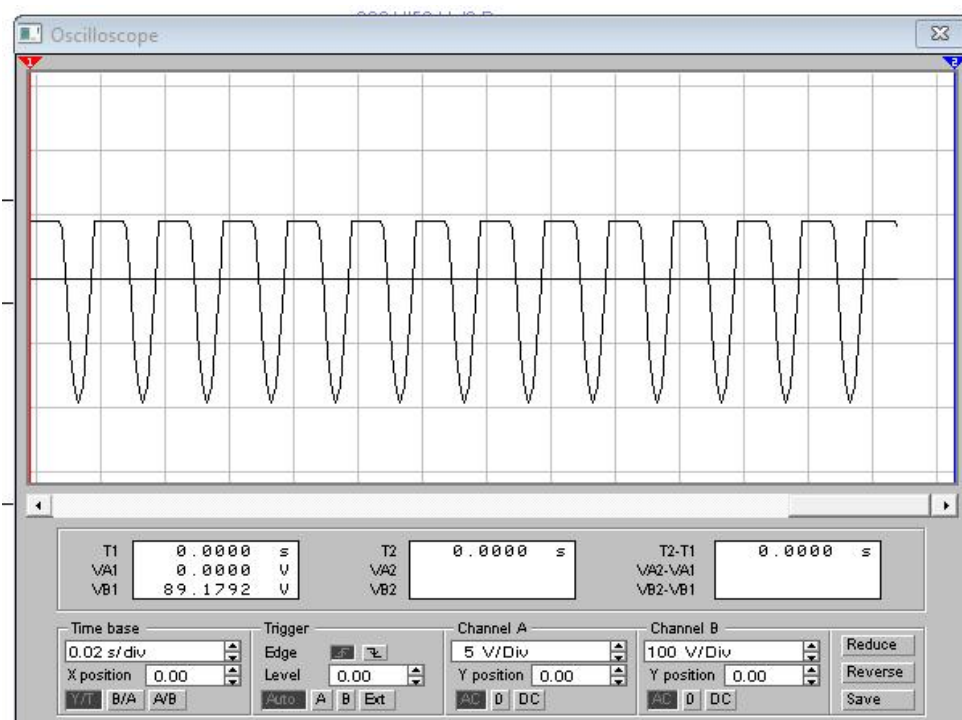 Oscilloscope
1 2
T1 0.0000 s T2 0.0000 s T2-T1 0.0000 s
VA1 0.0000 V VA2 VA2-VA1
VB1 89.1792 V VB2 VB2-VB1
Time base Trigger Channel A Channel B
0.02 s/div Edge 5 V/Div 100 V/Div Reduce
X position 0.00 Level 0.00 Y position 0.00 Y position 0.00 Reverse
Y/T B/A A/B Auto A B Ext AC 0 DC AC 0 DC Save